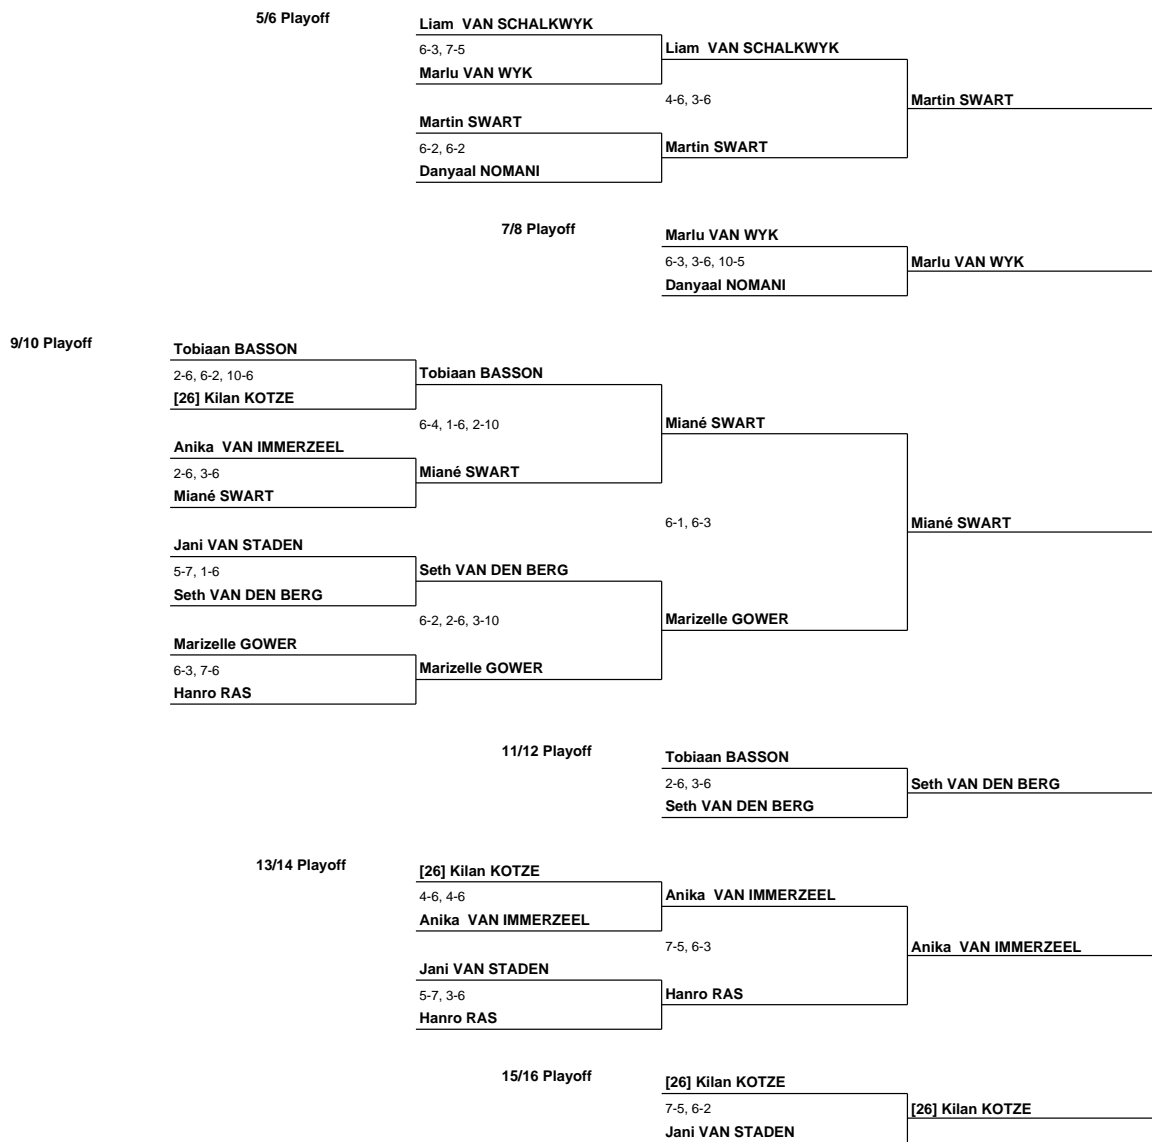 5/6 Playoff
Liam  VAN SCHALKWYK
6-3, 7-5
Marlu VAN WYK
Liam  VAN SCHALKWYK
4-6, 3-6
Martin SWART
Martin SWART
6-2, 6-2
Danyaal NOMANI
Martin SWART
7/8 Playoff
Marlu VAN WYK
6-3, 3-6, 10-5
Danyaal NOMANI
Marlu VAN WYK
9/10 Playoff
Tobiaan BASSON
2-6, 6-2, 10-6
[26] Kilan KOTZE
Tobiaan BASSON
6-4, 1-6, 2-10
Miané SWART
Anika  VAN IMMERZEEL
2-6, 3-6
Miané SWART
Miané SWART
6-1, 6-3
Miané SWART
Jani VAN STADEN
5-7, 1-6
Seth VAN DEN BERG
Seth VAN DEN BERG
6-2, 2-6, 3-10
Marizelle GOWER
Marizelle GOWER
6-3, 7-6
Hanro RAS
Marizelle GOWER
11/12 Playoff
Tobiaan BASSON
2-6, 3-6
Seth VAN DEN BERG
Seth VAN DEN BERG
13/14 Playoff
[26] Kilan KOTZE
4-6, 4-6
Anika  VAN IMMERZEEL
Anika  VAN IMMERZEEL
7-5, 6-3
Anika  VAN IMMERZEEL
Jani VAN STADEN
5-7, 3-6
Hanro RAS
Hanro RAS
15/16 Playoff
[26] Kilan KOTZE
7-5, 6-2
Jani VAN STADEN
[26] Kilan KOTZE